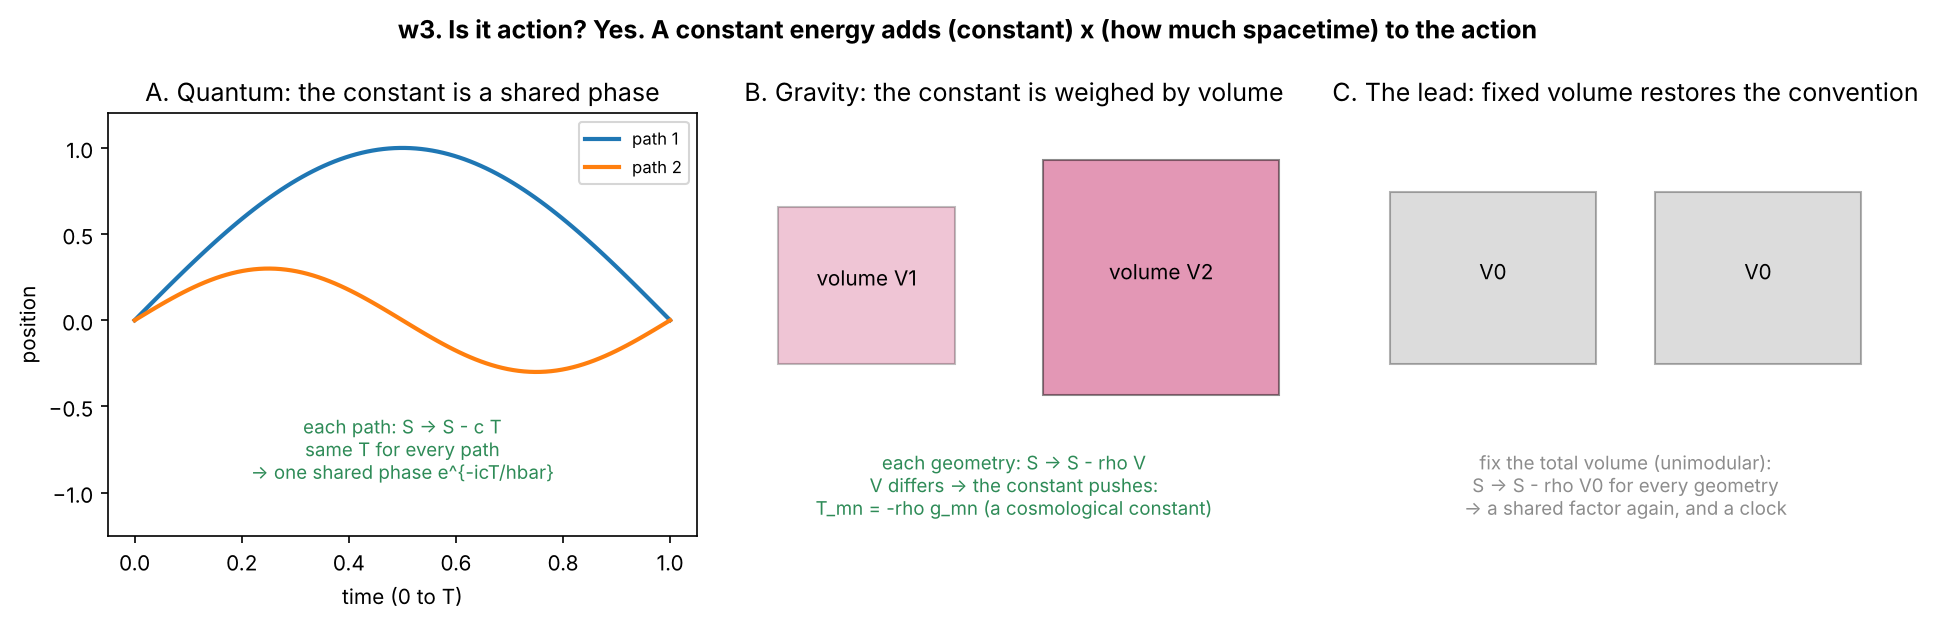 w3. Is it action? Yes. A constant energy adds (constant) x (how much spacetime) to the action
A. Quantum: the constant is a shared phase
path 1
path 2
1.0
0.5
0.0
−0.5
−1.0
position
each path: S → S - c T
same T for every path
→ one shared phase e^{-icT/hbar}
0.0 0.2 0.4 0.6 0.8 1.0
time (0 to T)
B. Gravity: the constant is weighed by volume
volume V1
volume V2
each geometry: S → S - rho V
V differs → the constant pushes:
T_mn = -rho g_mn (a cosmological constant)
C. The lead: fixed volume restores the convention
V0
V0
fix the total volume (unimodular):
S → S - rho V0 for every geometry
→ a shared factor again, and a clock